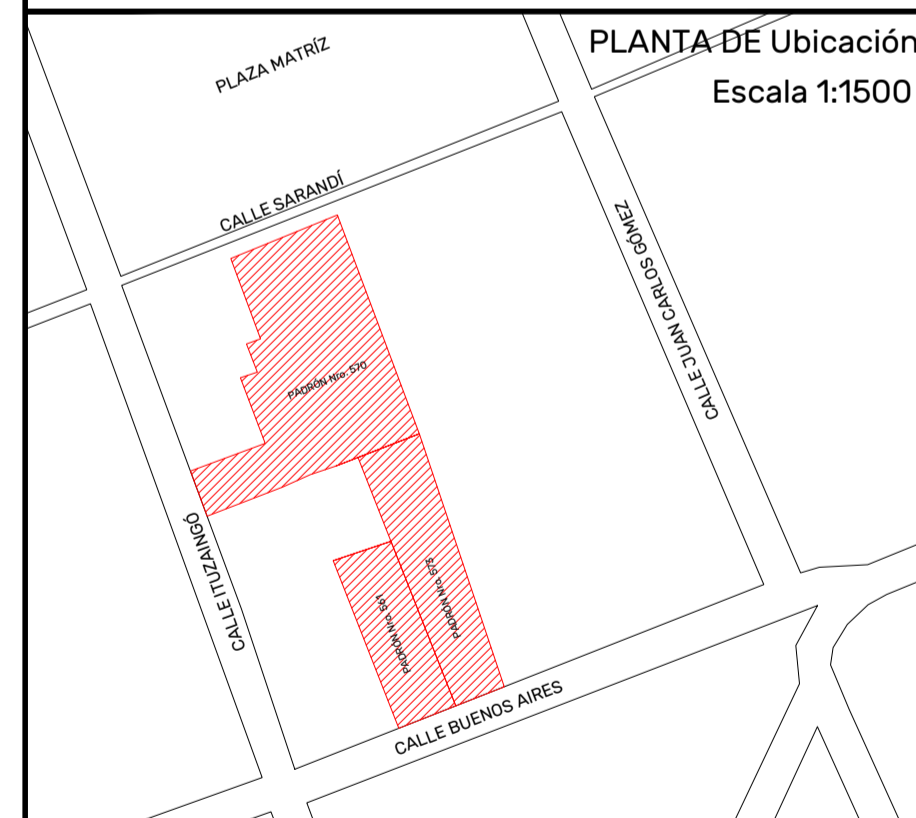 PLANTA DE Ubicación
Escala 1:1500
PLAZA MATRÍZ
CALLE SARANDÍ
CALLE JUAN CARLOS GÓMEZ
PADRÓN Nro. 570
CALLE ITUZAINGÓ
PADRÓN Nro. 573
PADRÓN Nro. 561
CALLE BUENOS AIRES